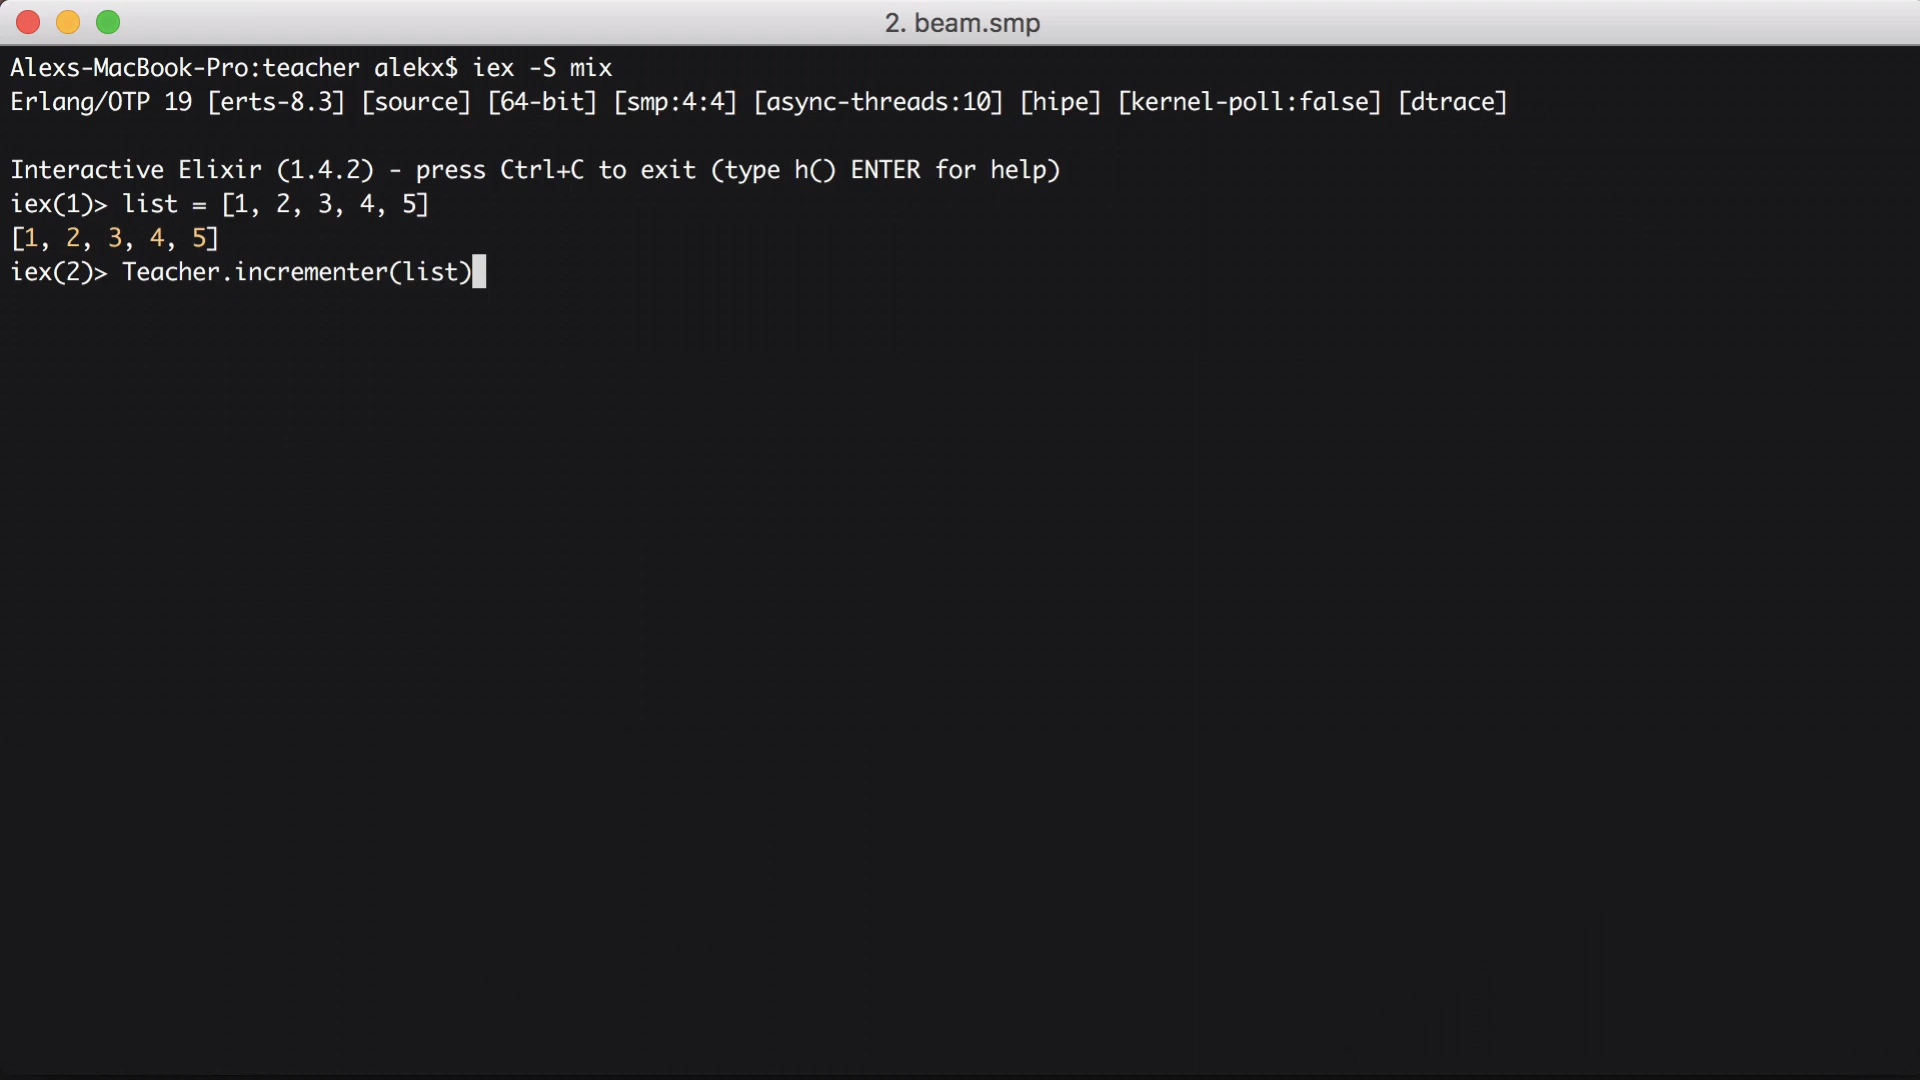 2. beam.smp
Alexs-MacBook-Pro:teacher alekx$ iex -S mix
Erlang/OTP 19 [erts-8.3] [source] [64-bit] [smp:4:4] [async-threads:10] [hipe] [kernel-poll:false] [dtrace]
Interactive Elixir (1.4.2) - press Ctrl+C to exit (type h() ENTER for help)
iex(1)> list = [1, 2, 3, 4, 5]
[1, 2, 3, 4, 5]
iex(2)> Teacher.incrementer(list)